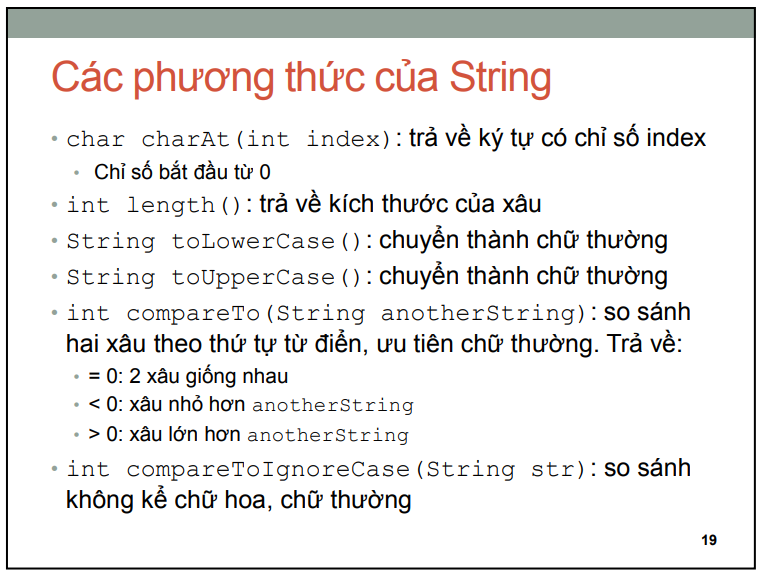 Các phương thức của String
• char charAt(int index): trả về ký tự có chỉ số index
• Chỉ số bắt đầu từ 0
• int length(): trả về kích thước của xâu
• String toLowerCase(): chuyển thành chữ thường
• String toUpperCase(): chuyển thành chữ thường
• int compareTo(String anotherString): so sánh
hai xâu theo thứ tự từ điển, ưu tiên chữ thường. Trả về:
• = 0: 2 xâu giống nhau
• < 0: xâu nhỏ hơn anotherString
• > 0: xâu lớn hơn anotherString
• int compareToIgnoreCase(String str): so sánh
không kể chữ hoa, chữ thường
19